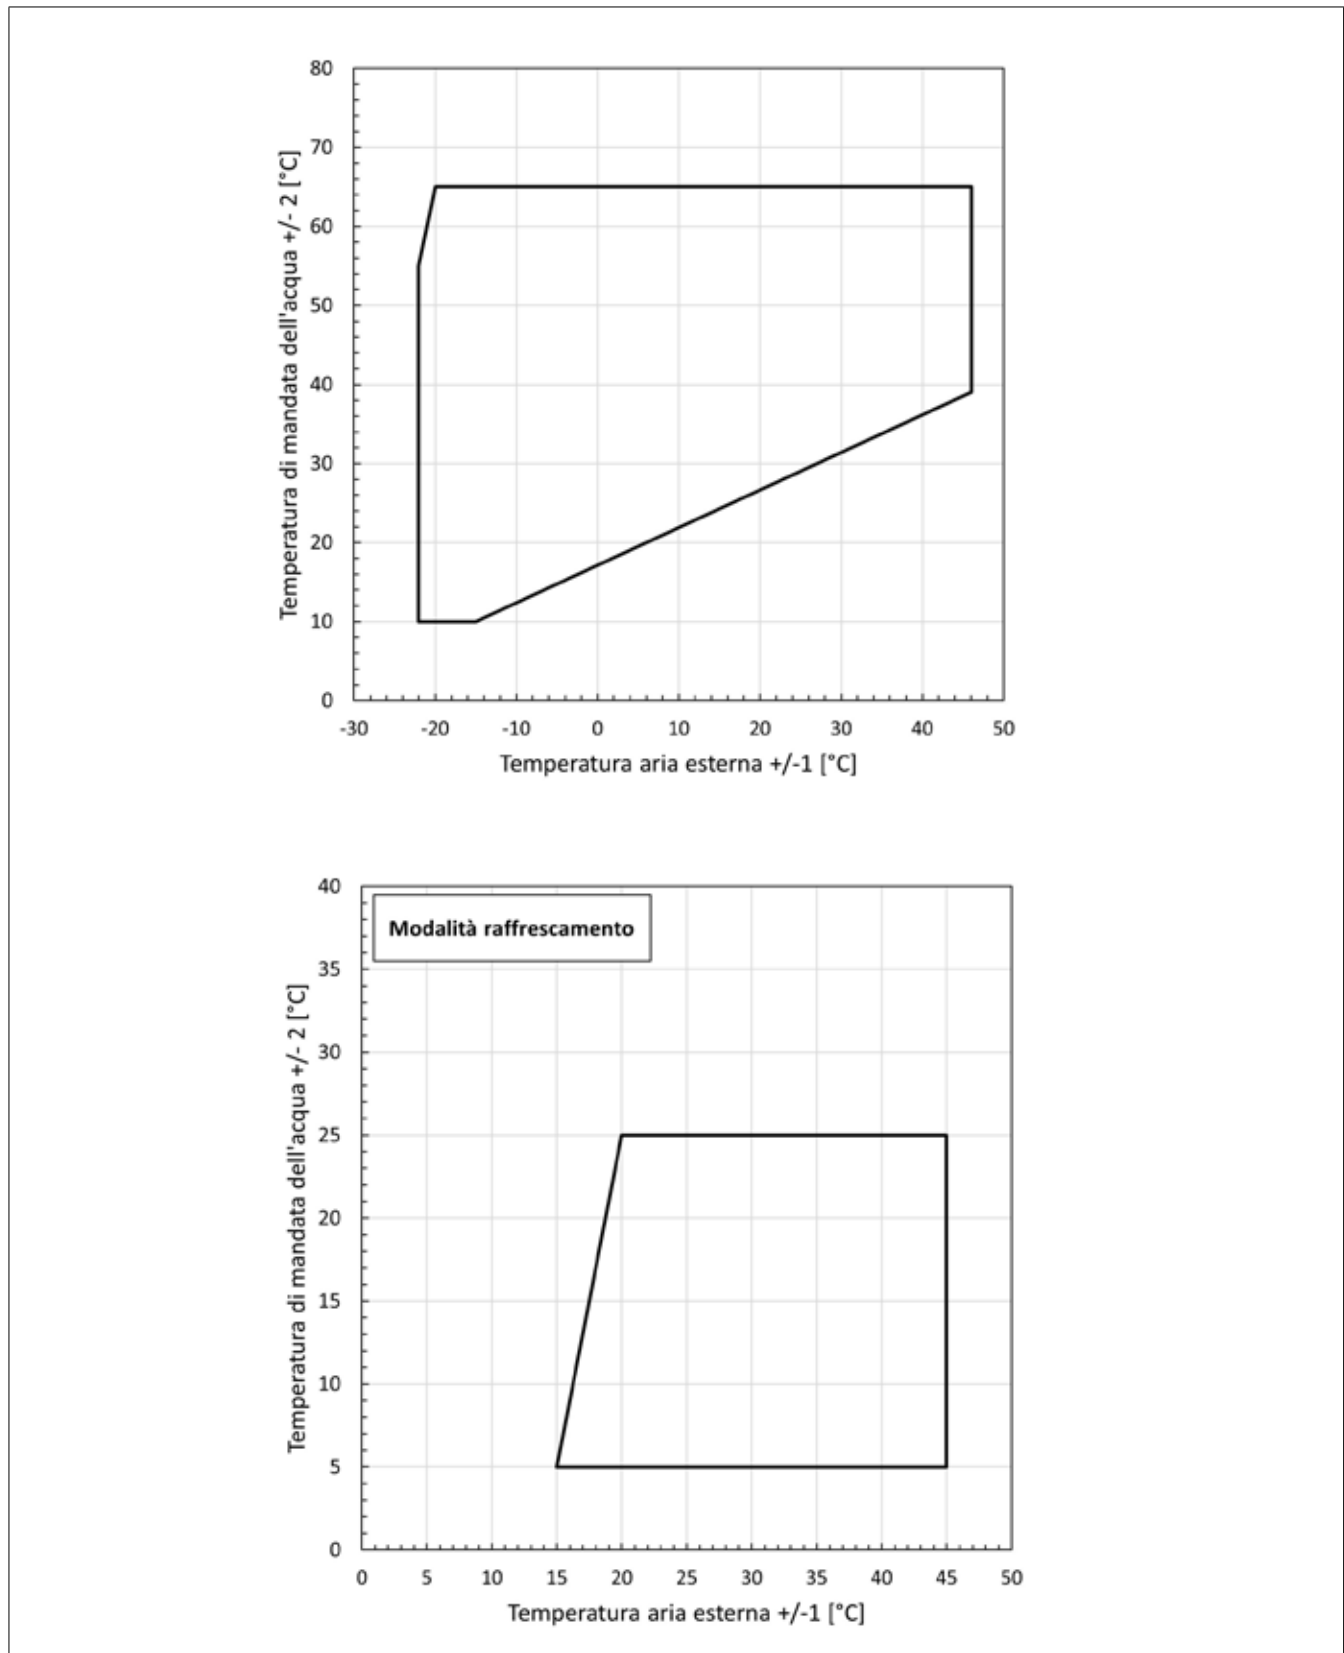 80
70
60
50
40
30
20
10
0
Temperatura di mandata dell'acqua +/- 2 [°C]
-30 -20 -10 0 10 20 30 40 50
Temperatura aria esterna +/-1 [°C]
Modalità raffrescamento
40
35
30
25
20
15
10
5
0
Temperatura di mandata dell'acqua +/- 2 [°C]
0 5 10 15 20 25 30 35 40 45 50
Temperatura aria esterna +/-1 [°C]